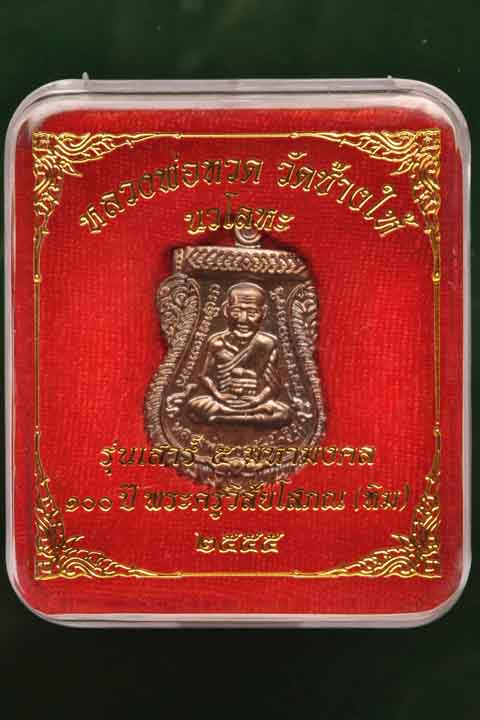 หลวงพ่อทวด วัดช้างให้
นวโลหะ
รุ่นเสาร์ ๕ มหามงคล
๑๐๐ ปี พระครูวิสัยโสภณ (ทิม)
๒๕๕๕